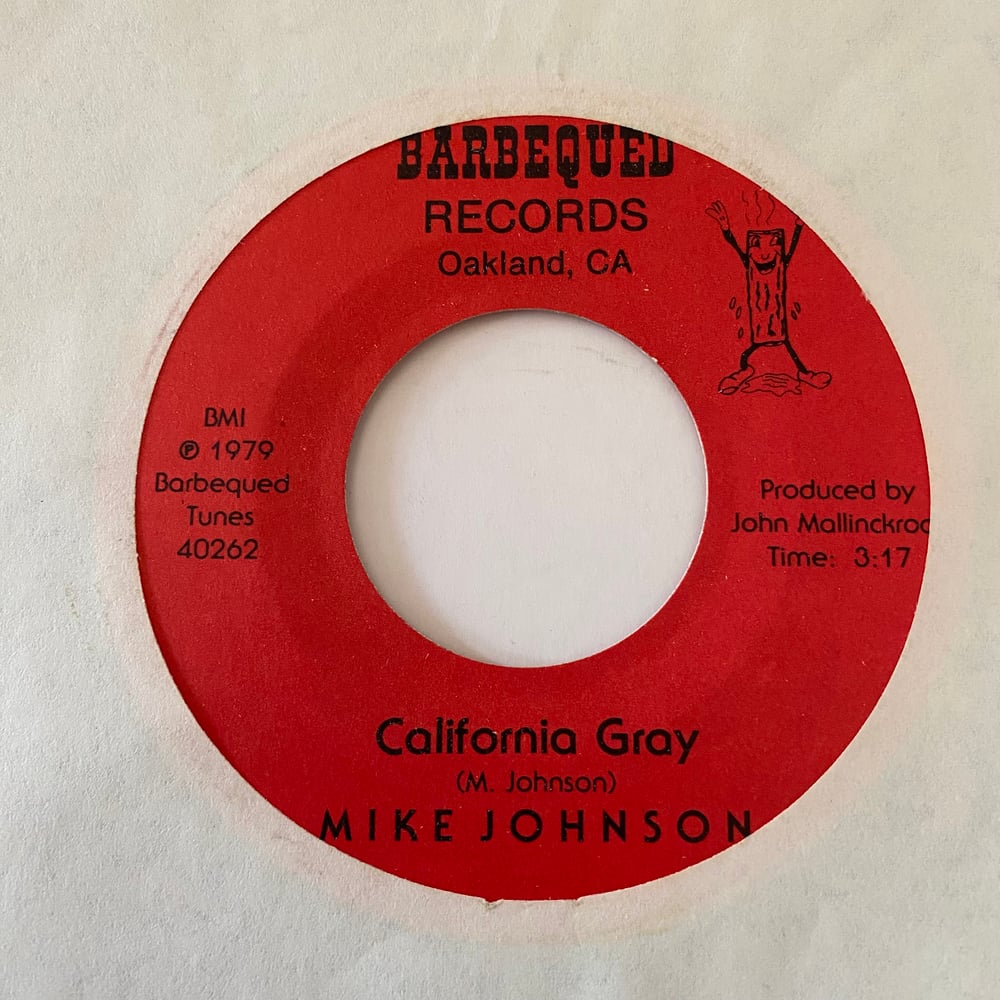 BARBEQUED
RECORDS
Oakland, CA
BMI
℗ 1979
Barbequed
Tunes
40262
Produced by
John Mallinckrod
Time: 3:17
California Gray
(M. Johnson)
MIKE JOHNSON